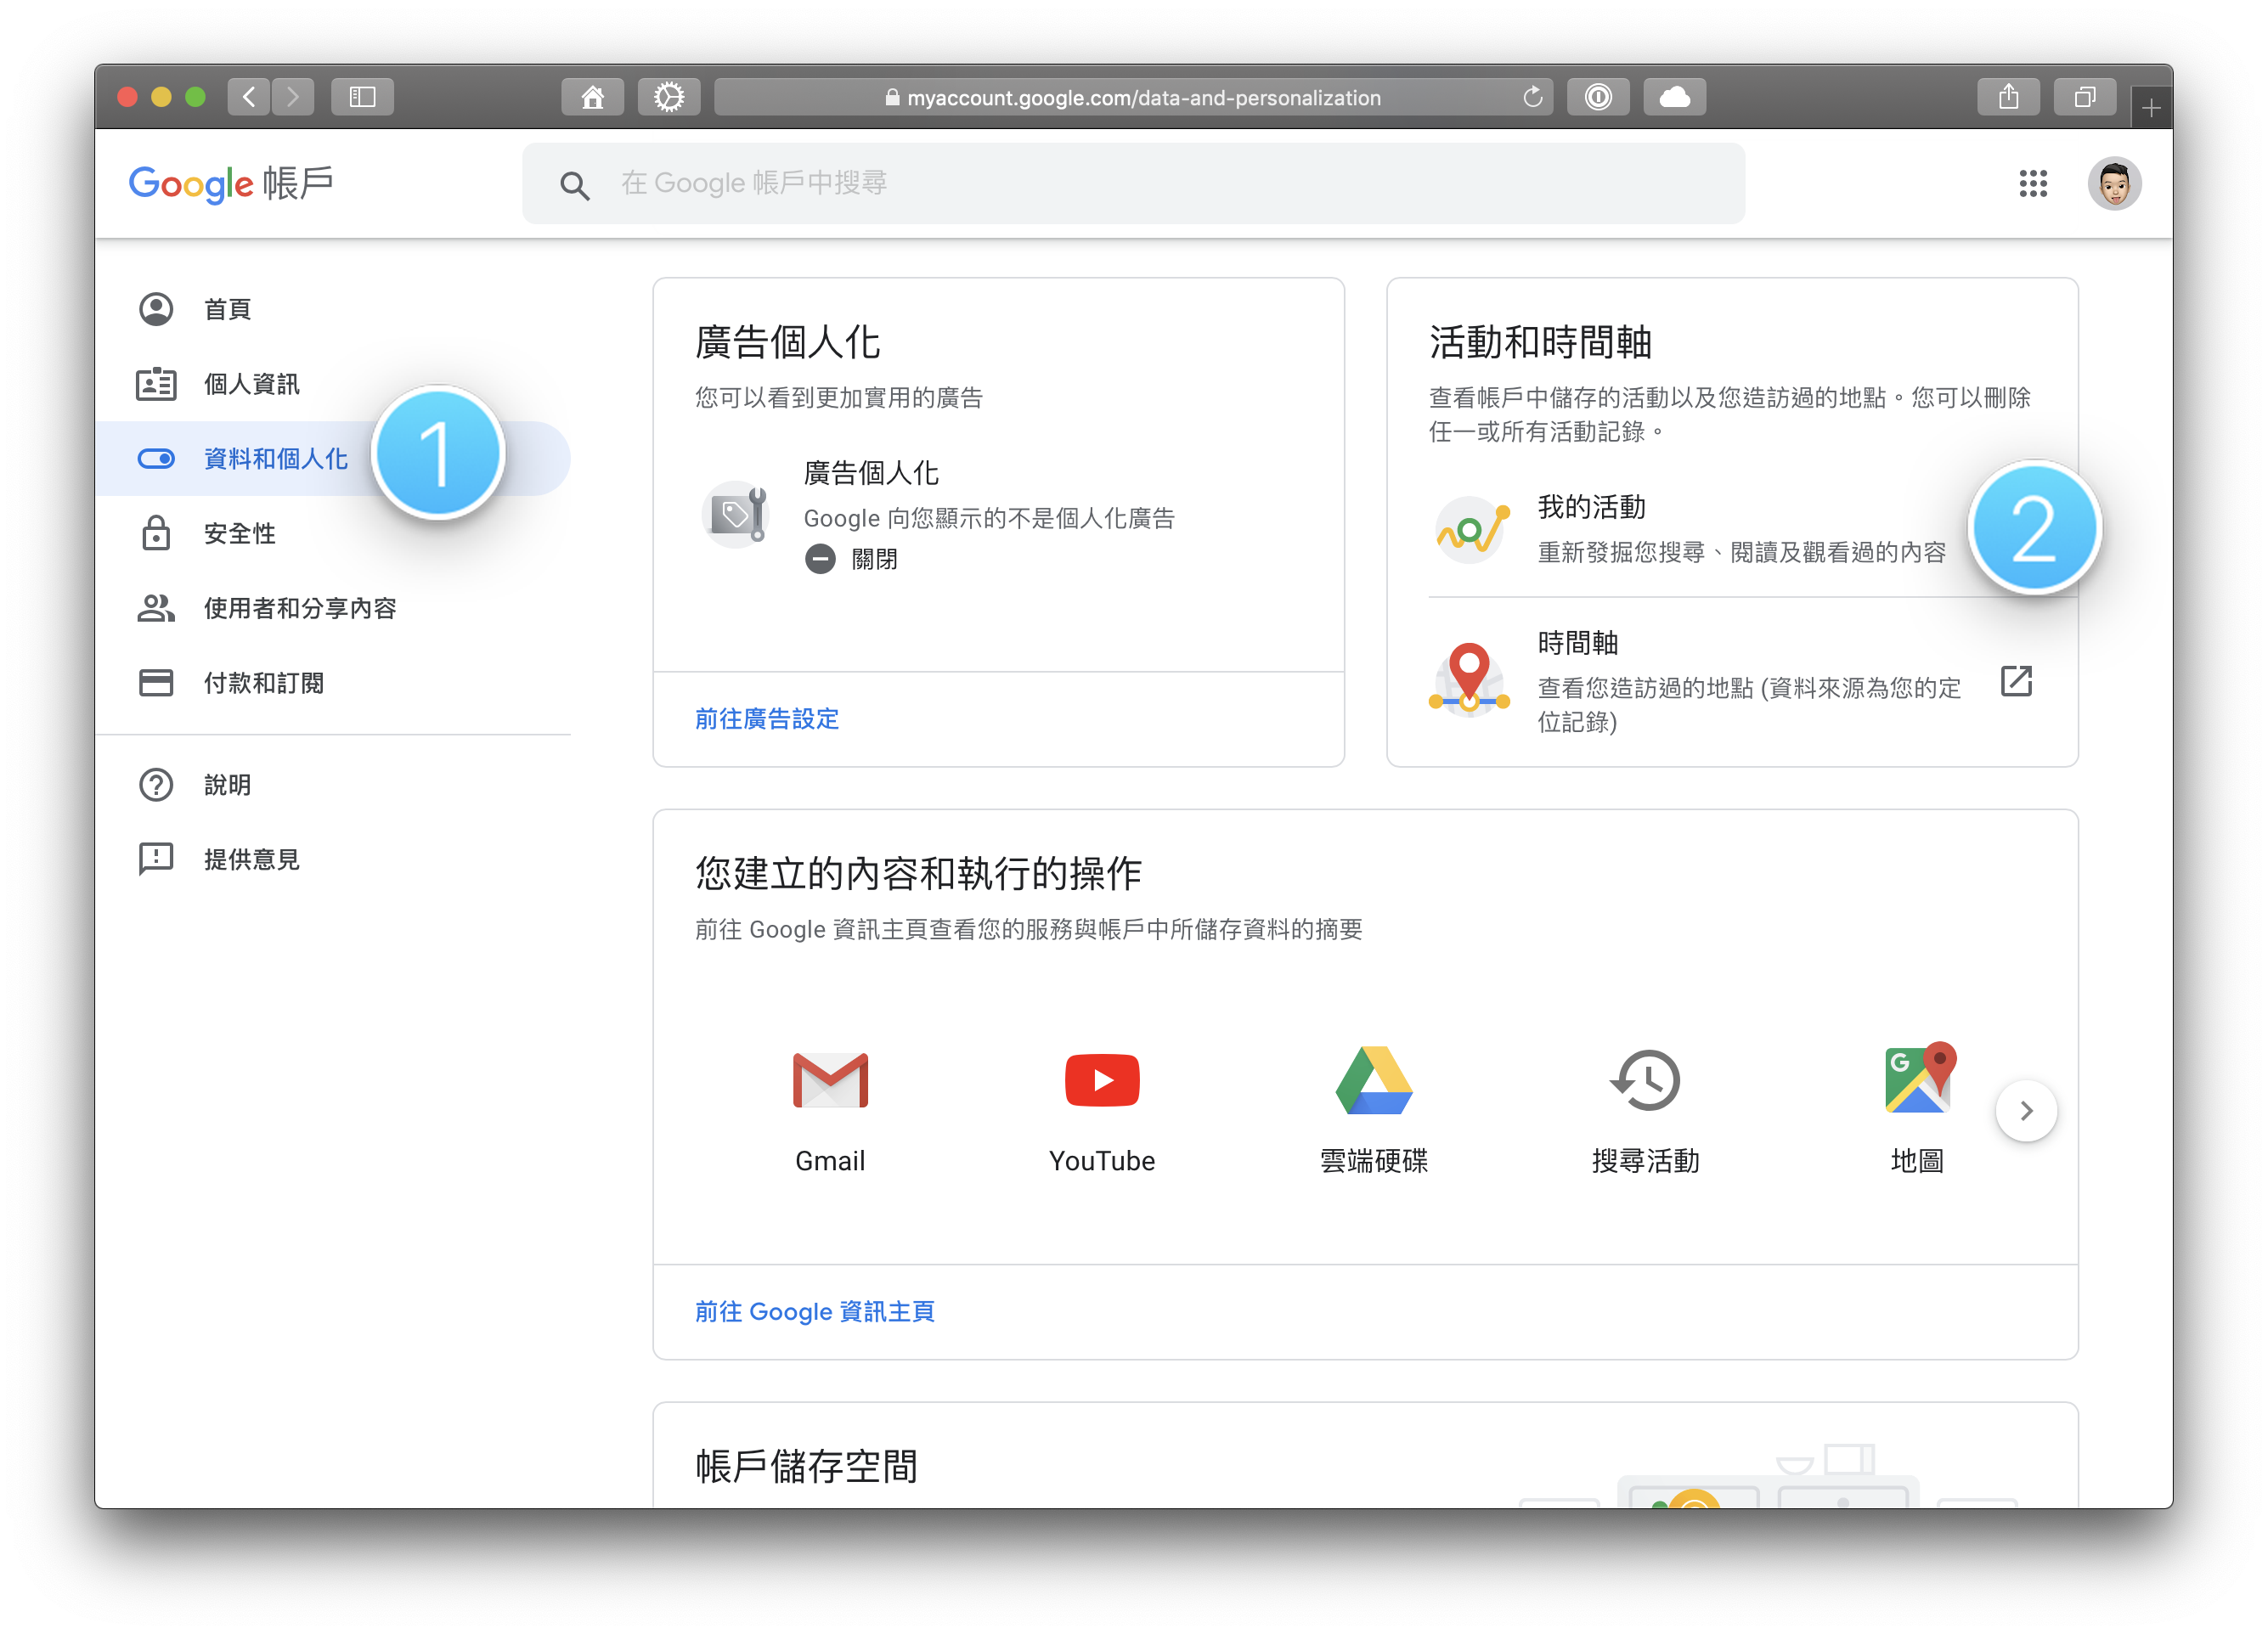 myaccount.google.com/data-and-personalization
Google 帳戶
在 Google 帳戶中搜尋
首頁
個人資訊
資料和個人化
1
安全性
使用者和分享內容
付款和訂閱
說明
提供意見
廣告個人化
您可以看到更加實用的廣告
廣告個人化
Google 向您顯示的不是個人化廣告
關閉
前往廣告設定
活動和時間軸
查看帳戶中儲存的活動以及您造訪過的地點。您可以刪除
任一或所有活動記錄。
我的活動
重新發掘您搜尋、閱讀及觀看過的內容
2
時間軸
查看您造訪過的地點 (資料來源為您的定
位記錄)
您建立的內容和執行的操作
前往 Google 資訊主頁查看您的服務與帳戶中所儲存資料的摘要
Gmail
YouTube
雲端硬碟
搜尋活動
G
地圖
前往 Google 資訊主頁
帳戶儲存空間